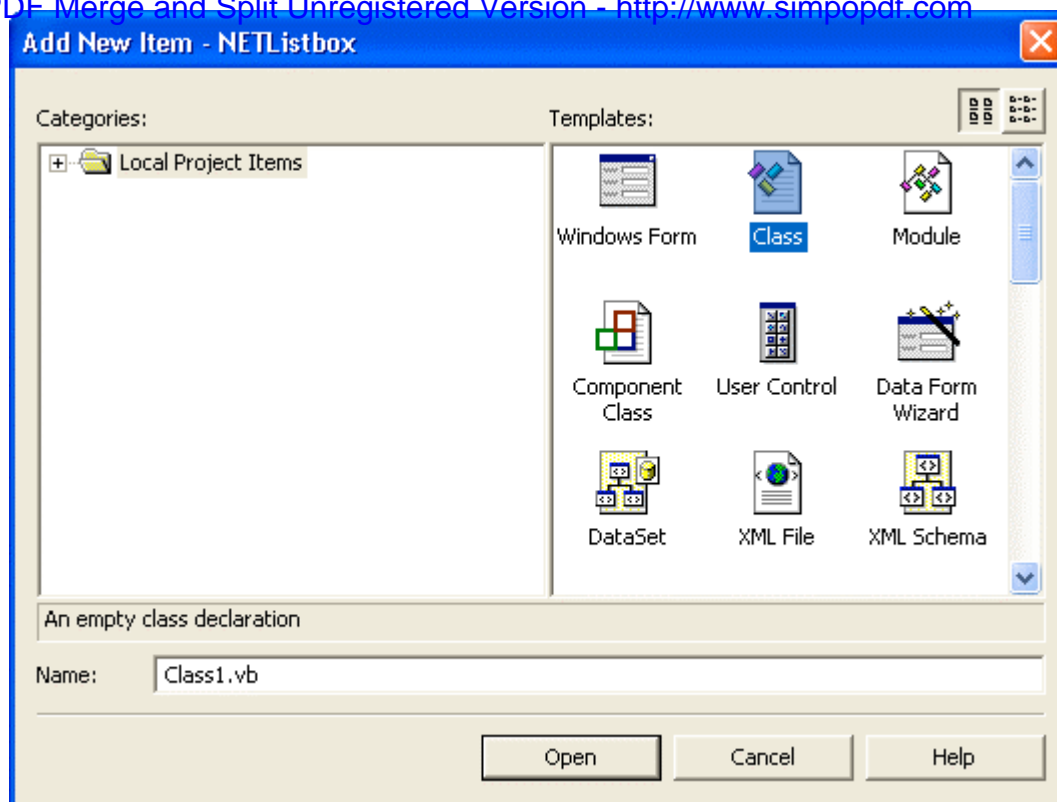 PDF Merge and Split Unregistered Version - http://www.simpopdf.com
Add New Item - NETListbox
Categories:
Templates:
Local Project Items
Windows Form
Class
Module
Component
Class
User Control
Data Form
Wizard
DataSet
XML File
XML Schema
An empty class declaration
Name:
Class1.vb
Open
Cancel
Help